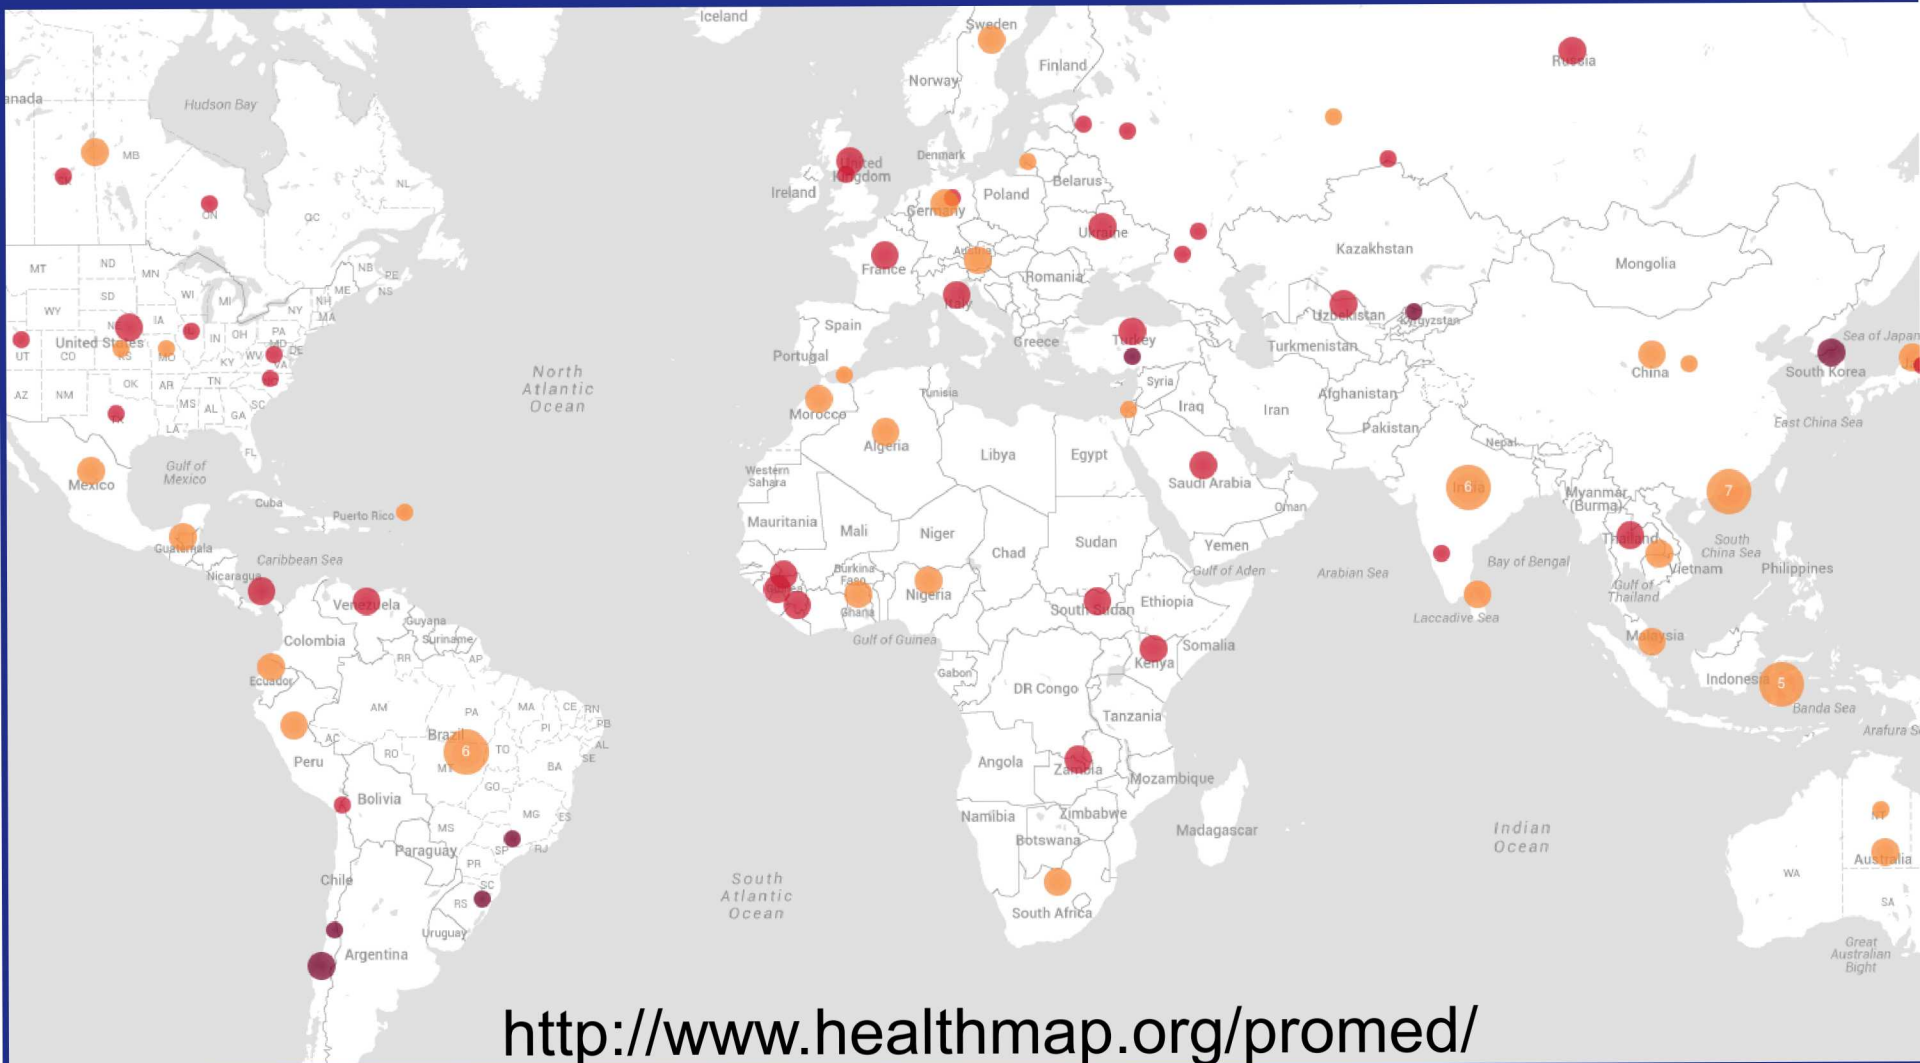 Iceland
Sweden
Finland
Norway
Russia
anada
Hudson Bay
MB
NL
ON
QC
Denmark
United
Kingdom
Ireland
Belarus
Poland
Germany
Ukraine
Austria
France
Romania
Italy
Kazakhstan
Mongolia
MT
ND
MN
NB
PE
NS
ME
SD
WI
MI
WY
NH
MA
NY
IA
United States
IN
OH
PA
MD
DE
UT
CO
KS
MO
WV
VA
KY
AZ
NM
OK
AR
TN
MS
AL
GA
SC
LA
FL
Spain
Portugal
Greece
Turkey
Uzbekistan
Kyrgyzstan
Turkmenistan
Sea of Japan
South Korea
China
Syria
Iraq
Iran
Afghanistan
Pakistan
Nepal
East China Sea
North
Atlantic
Ocean
Morocco
Tunisia
Algeria
Libya
Egypt
Western
Sahara
Saudi Arabia
Oman
Mexico
Gulf of
Mexico
Cuba
Puerto Rico
Guatemala
Caribbean Sea
Nicaragua
6
7
Myanmar
(Burma)
Thailand
South
China Sea
Vietnam
Philippines
Gulf of
Thailand
Bay of Bengal
Laccadive Sea
Arabian Sea
Mauritania
Mali
Niger
Chad
Sudan
Yemen
Gulf of Aden
Burkina
Faso
Nigeria
Ghana
Gulf of Guinea
South Sudan
Ethiopia
Somalia
Kenya
Venezuela
Guyana
Suriname
Colombia
RR
AP
Ecuador
Malaysia
Indonesia
5
Banda Sea
Arafura S
Gabon
DR Congo
Tanzania
AM
PA
MA
CE
RN
PB
PI
AL
SE
AC
Brazil
6
TO
RO
MT
BA
Peru
GO
Bolivia
MG
ES
MS
Paraguay
SP
RJ
PR
SC
RS
Chile
Uruguay
Argentina
Angola
Zambia
Mozambique
Namibia
Zimbabwe
Botswana
Madagascar
South Africa
South
Atlantic
Ocean
Indian
Ocean
NT
Australia
WA
SA
Great
Australian
Bight
http://www.healthmap.org/promed/